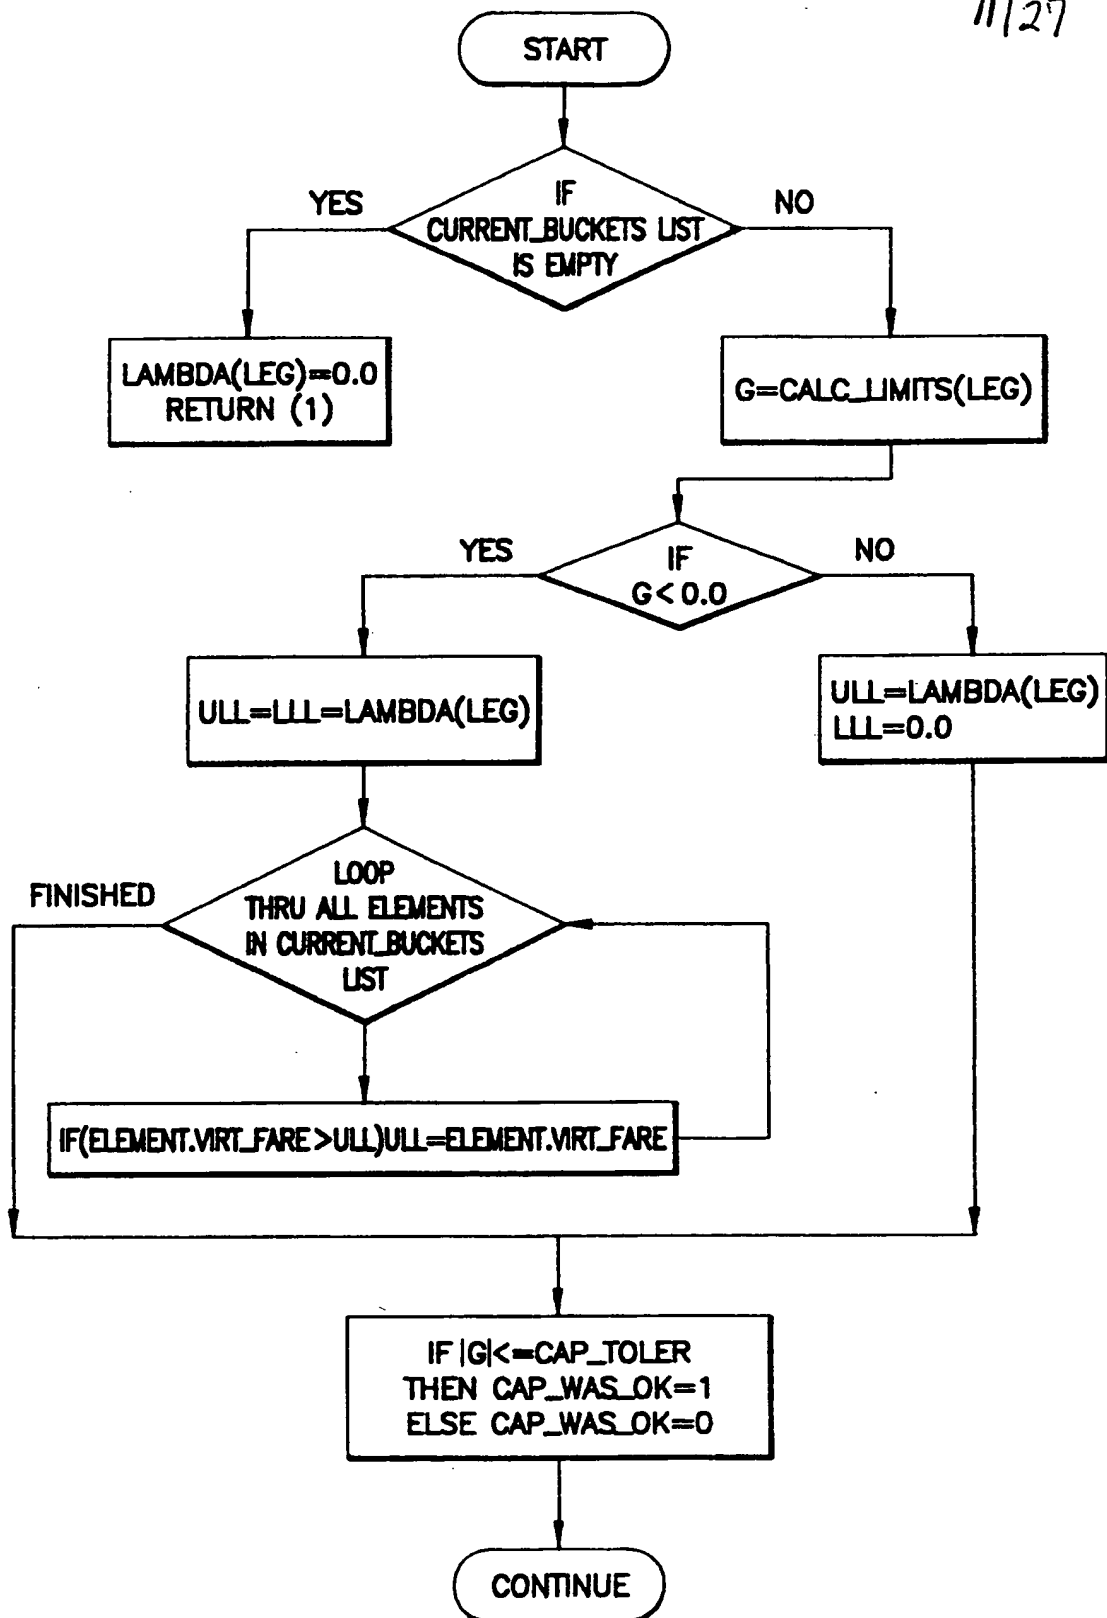 11/27
START
IF
CURRENT_BUCKETS LIST
IS EMPTY
YES
NO
LAMBDA(LEG)=0.0
RETURN (1)
G=CALC_LIMITS(LEG)
IF
G<0.0
YES
NO
ULL=LLL=LAMBDA(LEG)
ULL=LAMBDA(LEG)
LLL=0.0
LOOP
THRU ALL ELEMENTS
IN CURRENT_BUCKETS
LIST
FINISHED
IF(ELEMENT.VIRT_FARE>ULL)ULL=ELEMENT.VIRT_FARE
IF |G|<=CAP_TOLER
THEN CAP_WAS_OK=1
ELSE CAP_WAS_OK=0
CONTINUE